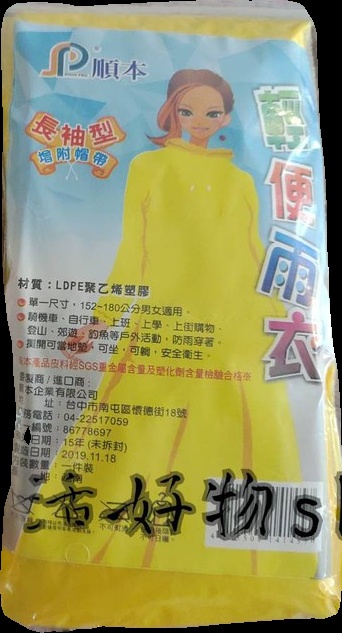 SP
順本
長袖型
增附帽帶
輕便雨衣
材質：LDPE聚乙烯塑膠
單一尺寸，152~180公分男女適用。
騎機車、自行車、上班、上學、上街購物、
登山、郊遊、釣魚等戶外活動，防雨穿著。
撕開可當地墊，可坐，可躺，安全衛生。
本產品皮料經SGS重金屬含量及塑化劑含量檢驗合格※
製商/進口商：
本企業有限公司
址：台中市南屯區懷德街18號
電話：04-22517059
編號：86778697
日期：15年(未拆封)
日期：2019.11.18
數量：一件裝
活好物s